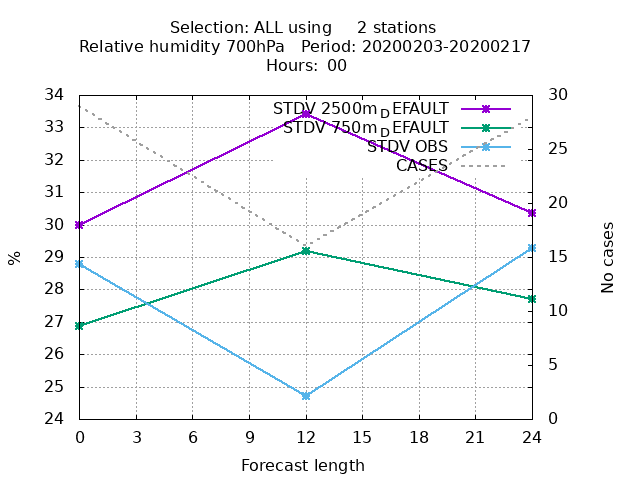 Selection: ALL using     2 stations
Relative humidity 700hPa   Period: 20200203-20200217
Hours: 00
34
33
32
31
30
29
28
27
26
25
24
%
30
25
20
15
10
5
0
No cases
STDV 2500m_DEFAULT
STDV 750m_DEFAULT
STDV OBS
CASES
0 3 6 9 12 15 18 21 24
Forecast length